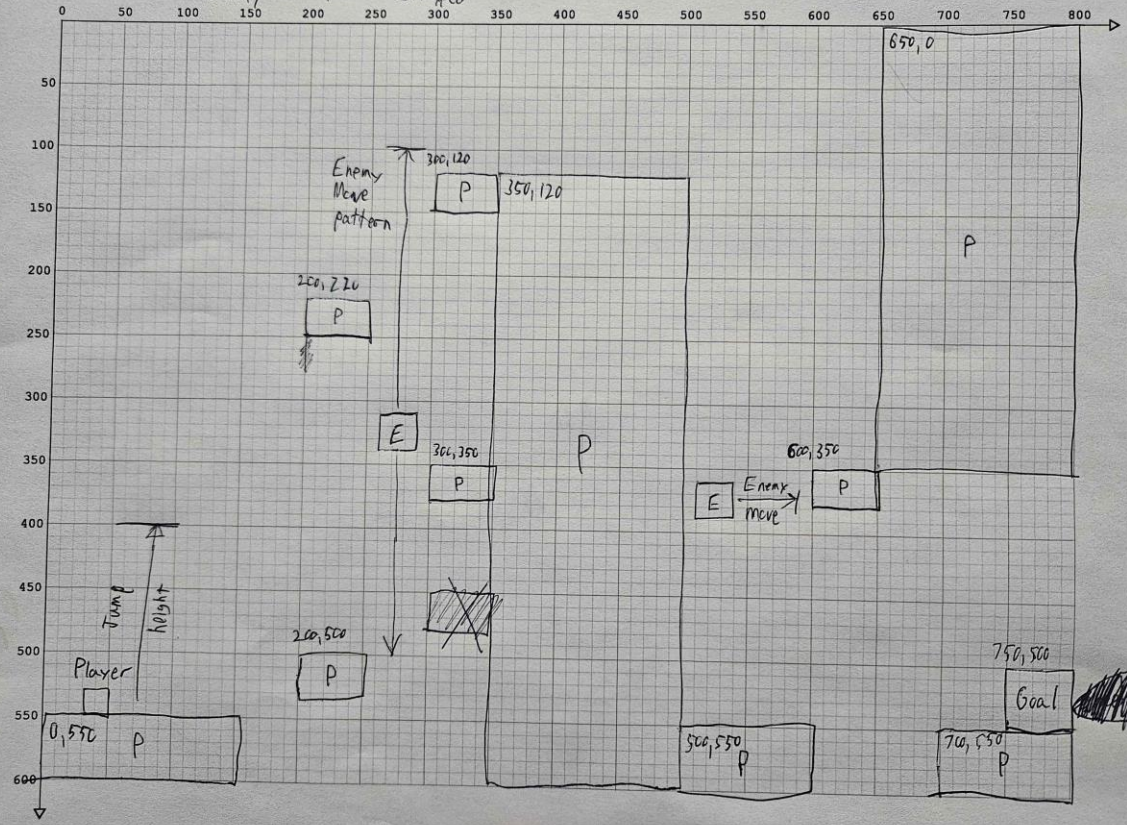 0 50 100 150 200 250 300 350 400 450 500 550 600 650 700 750 800
650,0
50
100
300,120
Enemy
Move
pattern
P
350,120
150
P
200
200,220
P
250
300
E
300,350
P
600,350
350
P
E
Enemy
Move
P
400
Jump
height
450
200,500
500
P
750,500
Player
Goal
550
0,550
P
500,550
P
700,550
P
600